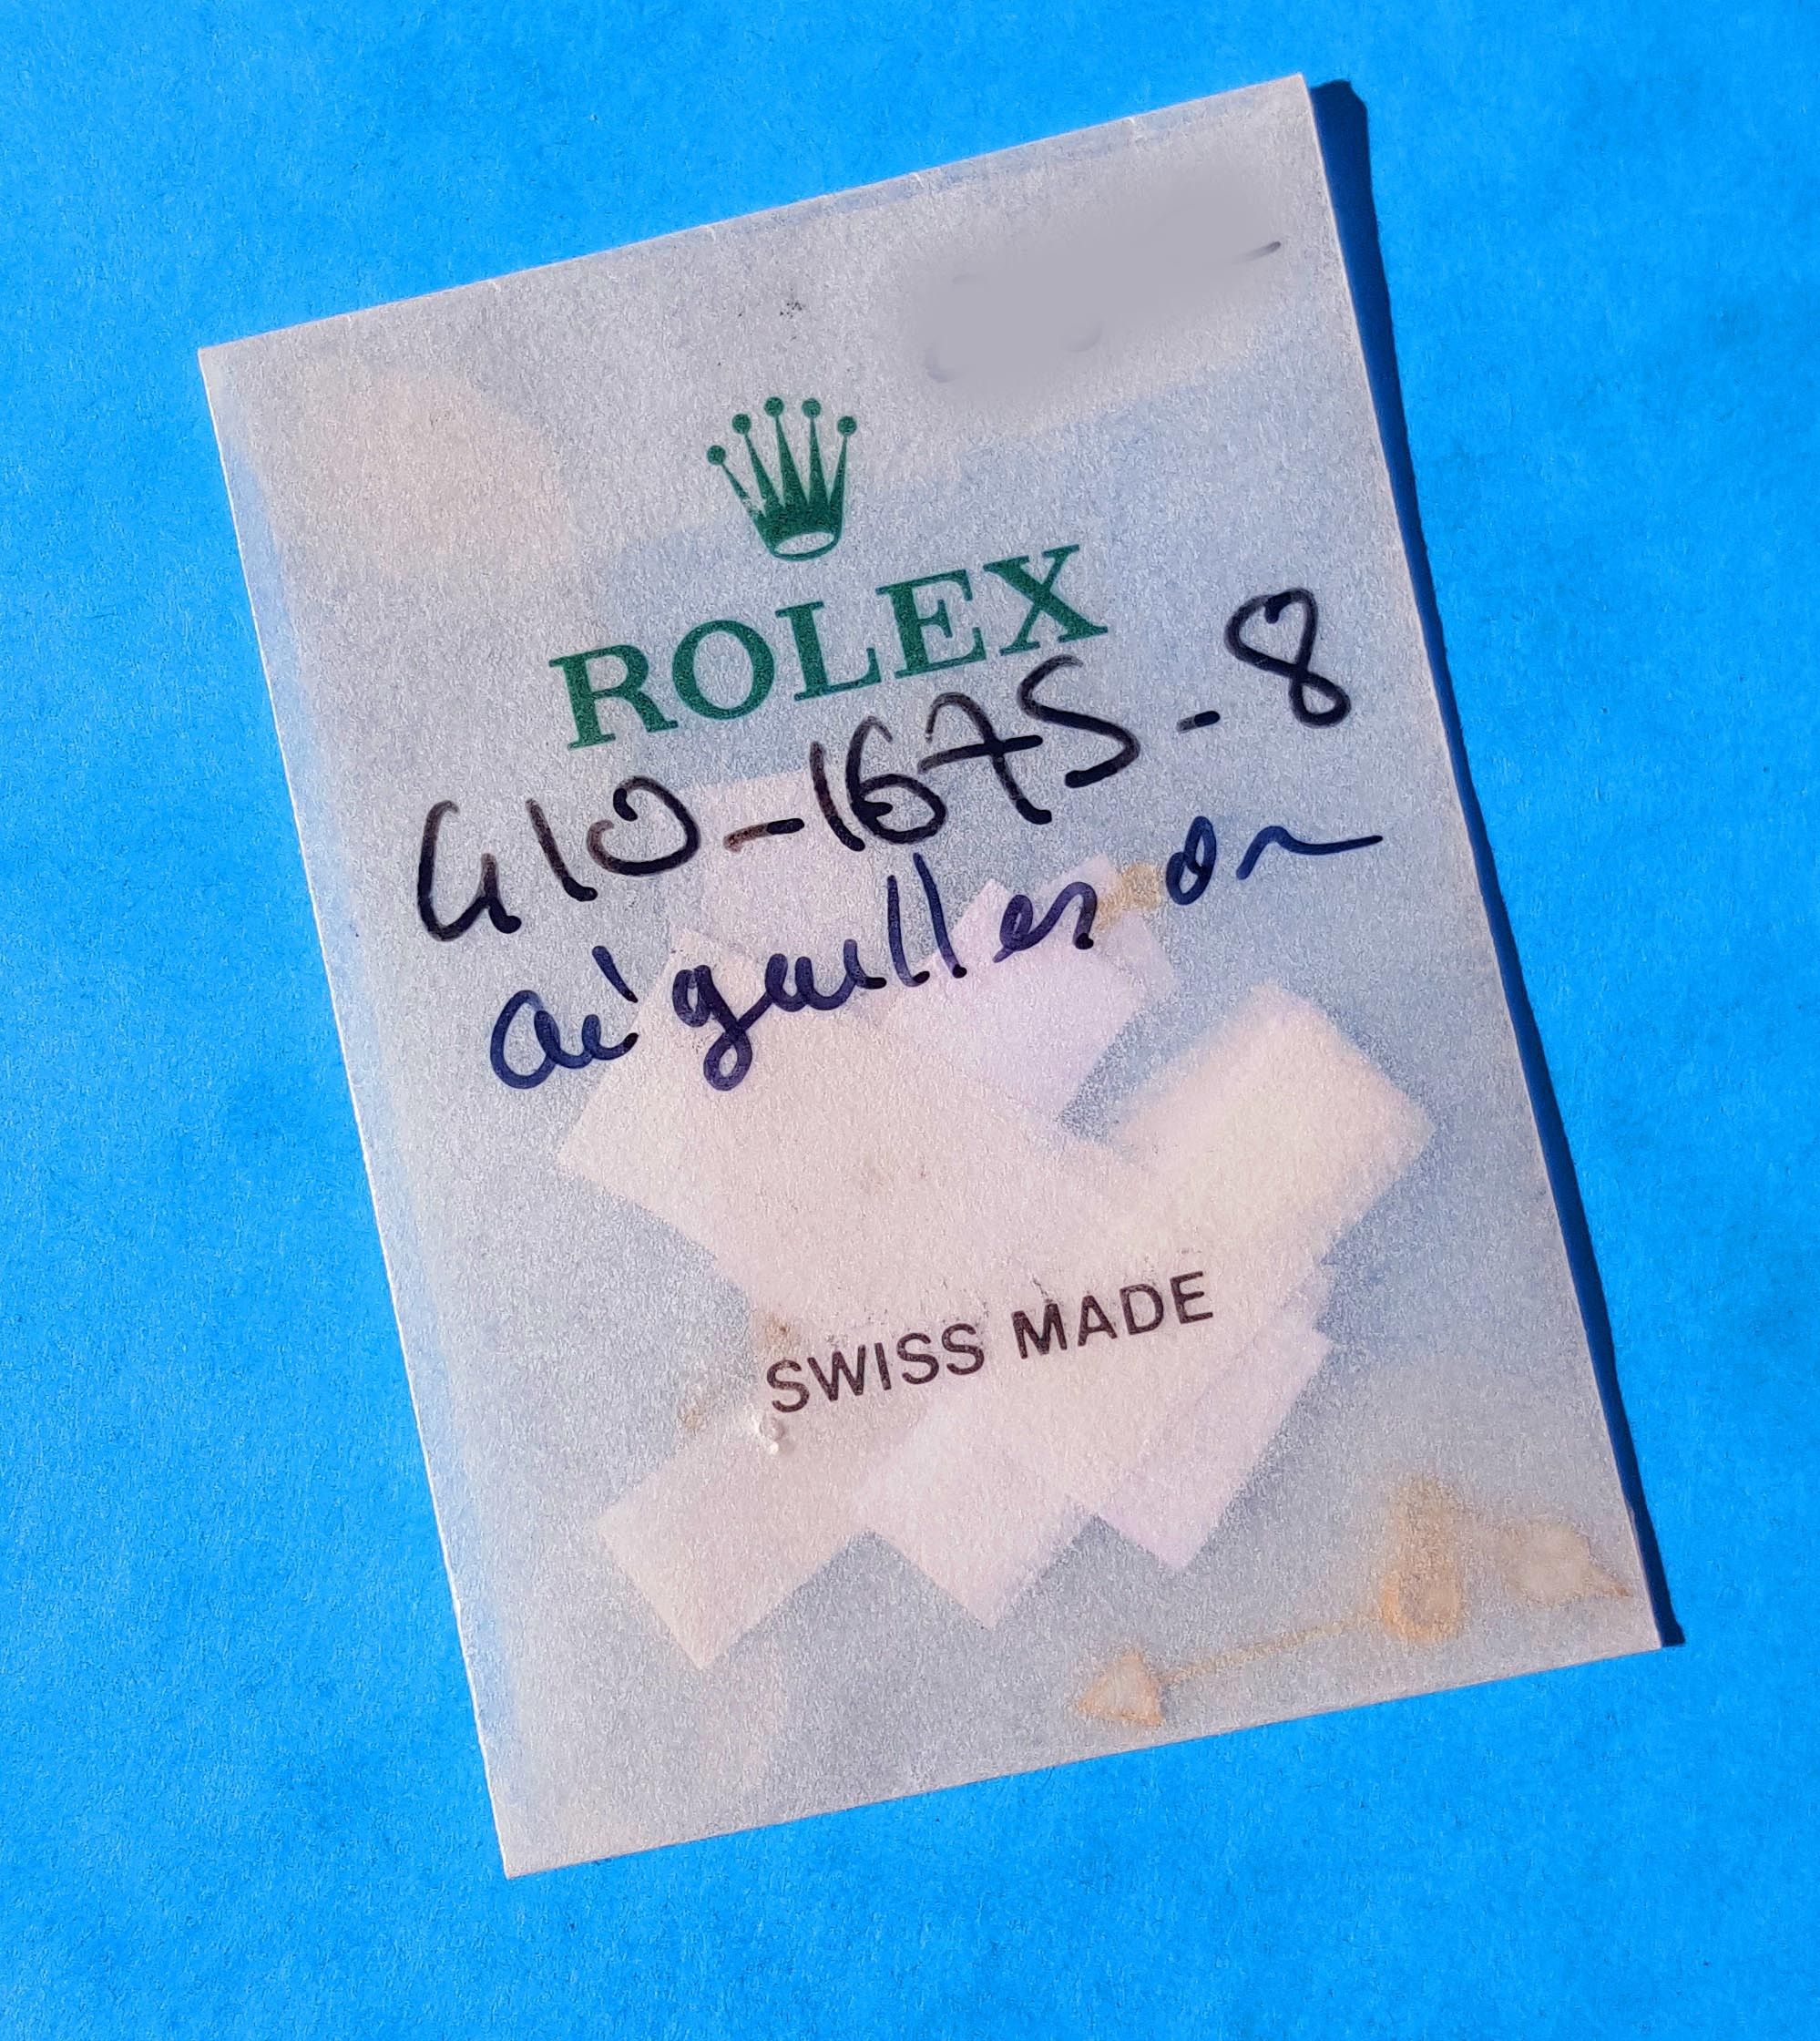 ROLEX
410-1675-8
aiguilles or
SWISS MADE